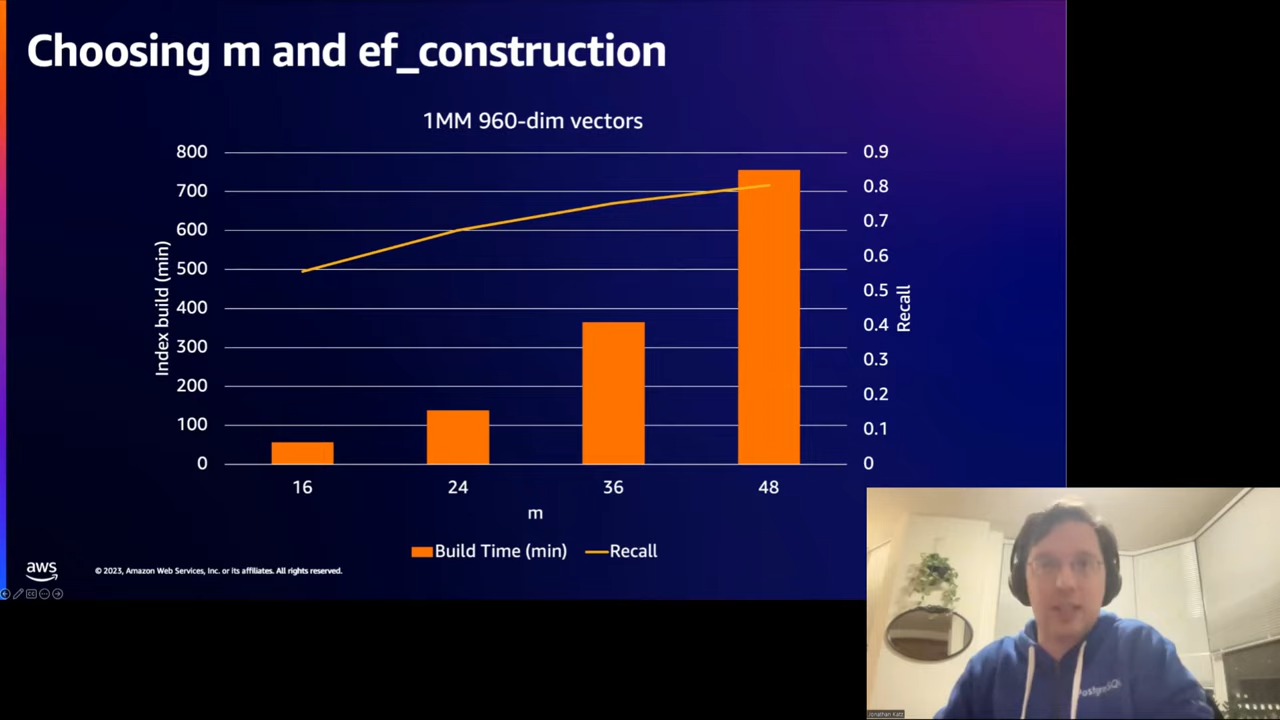 Choosing m and ef_construction
1MM 960-dim vectors
800
700
600
500
400
300
200
100
0
Index build (min)
0.9
0.8
0.7
0.6
0.5
0.4
0.3
0.2
0.1
0
Recall
16 24 36 48
m
Build Time (min) Recall
aws
© 2023, Amazon Web Services, Inc. or its affiliates. All rights reserved.
PostgreSQL
Jonathan Katz